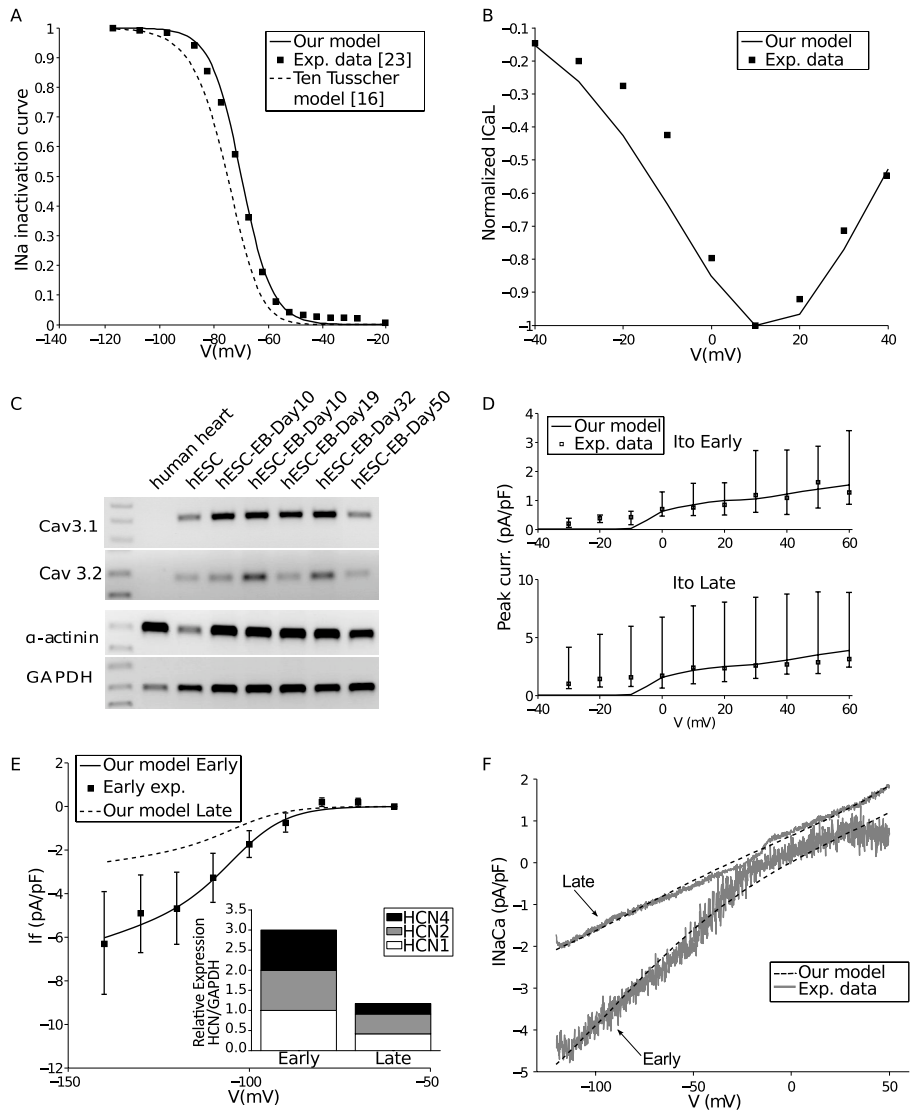 A
Our model
Exp. data [23]
Ten Tusscher
model [16]
INa inactivation curve
1
0.9
0.8
0.7
0.6
0.5
0.4
0.3
0.2
0.1
0
−140
−120
−100
−80
−60
−40
−20
V(mV)
B
Our model
Exp. data
Normalized ICaL
−0.1
−0.2
−0.3
−0.4
−0.5
−0.6
−0.7
−0.8
−0.9
−1
−40
−20
0
20
40
V(mV)
C
human heart
hESC
hESC-EB-Day10
hESC-EB-Day10
hESC-EB-Day19
hESC-EB-Day32
hESC-EB-Day50
Cav3.1
Cav 3.2
α-actinin
GAPDH
D
Our model
Exp. data
Ito Early
Peak curr. (pA/pF)
4
3
2
1
0
−40
−20
0
20
40
60
Ito Late
10
5
0
−40
−20
0
20
40
60
V (mV)
E
Our model Early
Early exp.
Our model Late
If (pA/pF)
2
0
−2
−4
−6
−8
−10
−12
−150
−100
−50
V(mV)
HCN4
HCN2
HCN1
Relative Expression
HCN/GAPDH
3.5
3.0
2.5
2.0
1.5
1.0
0.5
0.0
Early
Late
F
INaCa (pA/pF)
2
1
0
−1
−2
−3
−4
−5
Late
Early
Our model
Exp. data
−100
−50
0
50
V (mV)